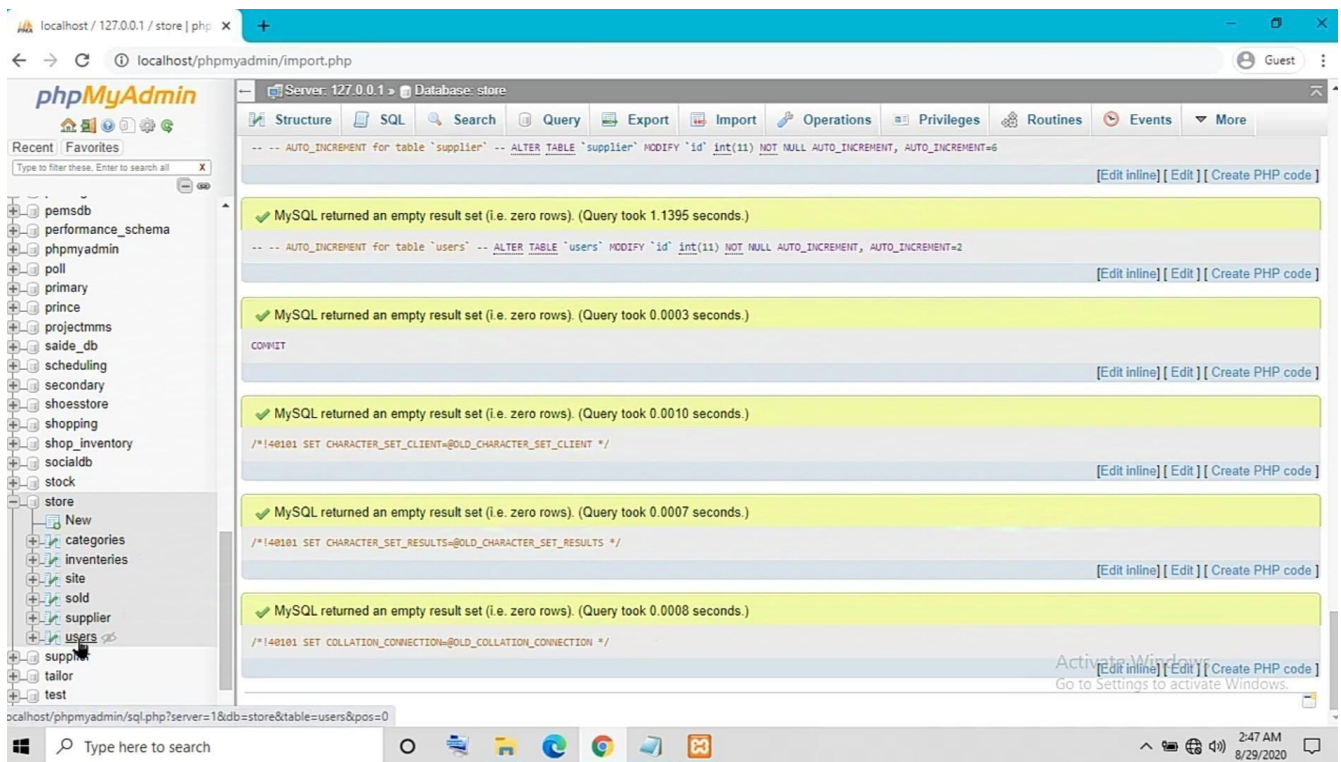 localhost / 127.0.0.1 / store | php
localhost/phpmyadmin/import.php
Guest
phpMyAdmin
Recent Favorites
Type to filter these, Enter to search all X
pemsdb
performance_schema
phpmyadmin
poll
primary
prince
projectmms
saide_db
scheduling
secondary
shoesstore
shopping
shop_inventory
socialdb
stock
store
New
categories
inventeries
site
sold
supplier
users
supplier
tailor
test
Server: 127.0.0.1 » Database: store
Structure SQL Search Query Export Import Operations Privileges Routines Events More
-- -- AUTO_INCREMENT for table `supplier` -- ALTER TABLE `supplier` MODIFY `id` int(11) NOT NULL AUTO_INCREMENT, AUTO_INCREMENT=6
[Edit inline] [ Edit ] [ Create PHP code ]
MySQL returned an empty result set (i.e. zero rows). (Query took 1.1395 seconds.)
-- -- AUTO_INCREMENT for table `users` -- ALTER TABLE `users` MODIFY `id` int(11) NOT NULL AUTO_INCREMENT, AUTO_INCREMENT=2
[Edit inline] [ Edit ] [ Create PHP code ]
MySQL returned an empty result set (i.e. zero rows). (Query took 0.0003 seconds.)
COMMIT
[Edit inline] [ Edit ] [ Create PHP code ]
MySQL returned an empty result set (i.e. zero rows). (Query took 0.0010 seconds.)
/*!40101 SET CHARACTER_SET_CLIENT=@OLD_CHARACTER_SET_CLIENT */
[Edit inline] [ Edit ] [ Create PHP code ]
MySQL returned an empty result set (i.e. zero rows). (Query took 0.0007 seconds.)
/*!40101 SET CHARACTER_SET_RESULTS=@OLD_CHARACTER_SET_RESULTS */
[Edit inline] [ Edit ] [ Create PHP code ]
MySQL returned an empty result set (i.e. zero rows). (Query took 0.0008 seconds.)
/*!40101 SET COLLATION_CONNECTION=@OLD_COLLATION_CONNECTION */
[Edit inline] [ Edit ] [ Create PHP code ]
Activate Windows
Go to Settings to activate Windows.
ocalhost/phpmyadmin/sql.php?server=1&db=store&table=users&pos=0
Type here to search
2:47 AM
8/29/2020